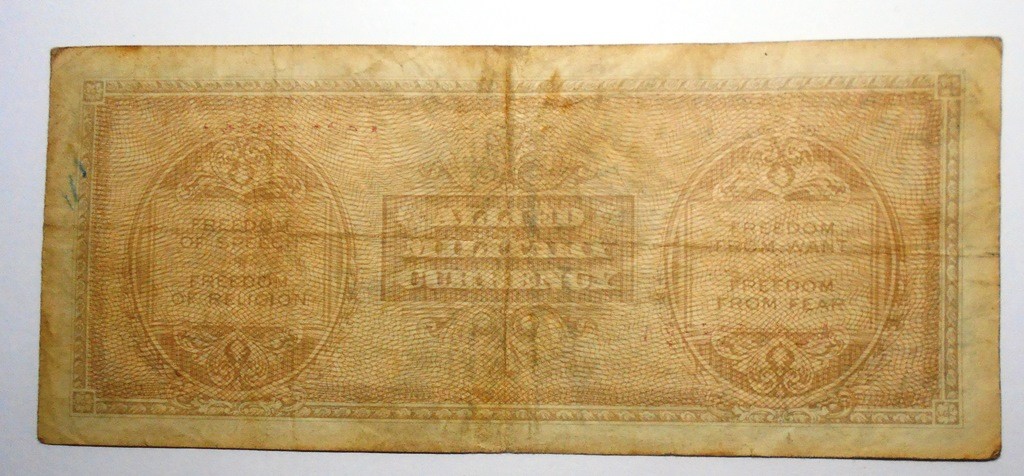 FREEDOM
OF SPEECH
FREEDOM
OF RELIGION
ALLIED
MILITARY
CURRENCY
FREEDOM
FROM WANT
FREEDOM
FROM FEAR